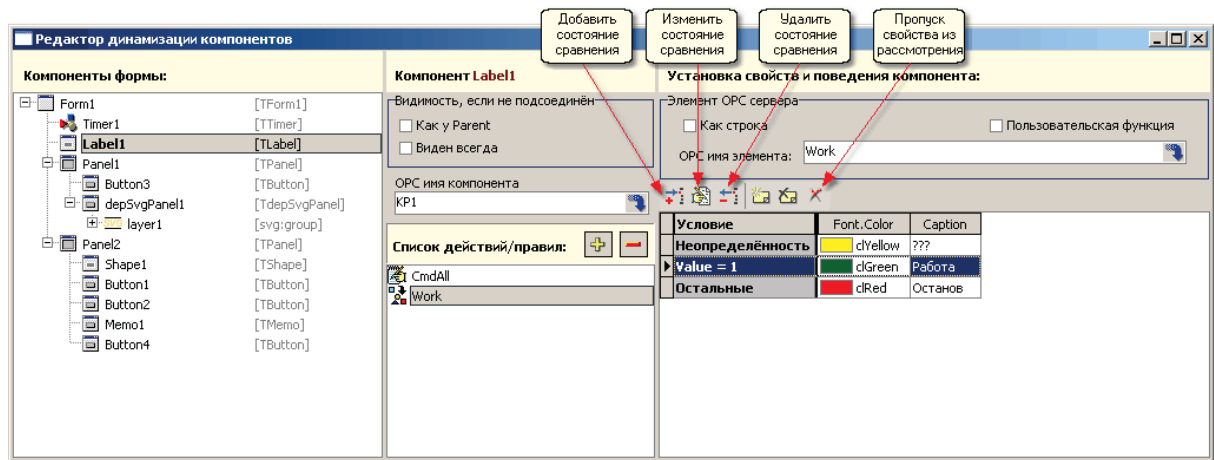 Добавить
состояние
сравнения
Изменить
состояние
сравнения
Удалить
состояние
сравнения
Пропуск
свойства из
рассмотрения
Редактор динамизации компонентов
Компоненты формы:
Form1 [TForm1]
Timer1 [TTimer]
Label1 [TLabel]
Panel1 [TPanel]
Button3 [TButton]
depSvgPanel1 [TdepSvgPanel]
layer1 [svg:group]
Panel2 [TPanel]
Shape1 [TShape]
Button1 [TButton]
Button2 [TButton]
Memo1 [TMemo]
Button4 [TButton]
Компонент Label1
Видимость, если не подсоединён
Как у Parent
Виден всегда
ОРС имя компонента
КР1
Список действий/правил:
CmdAll
Work
Установка свойств и поведения компонента:
Элемент ОРС сервера
Как строка Пользовательская функция
ОРС имя элемента: Work
Условие Font.Color Caption
Неопределённость clYellow ???
Value = 1 clGreen Работа
Остальные clRed Останов